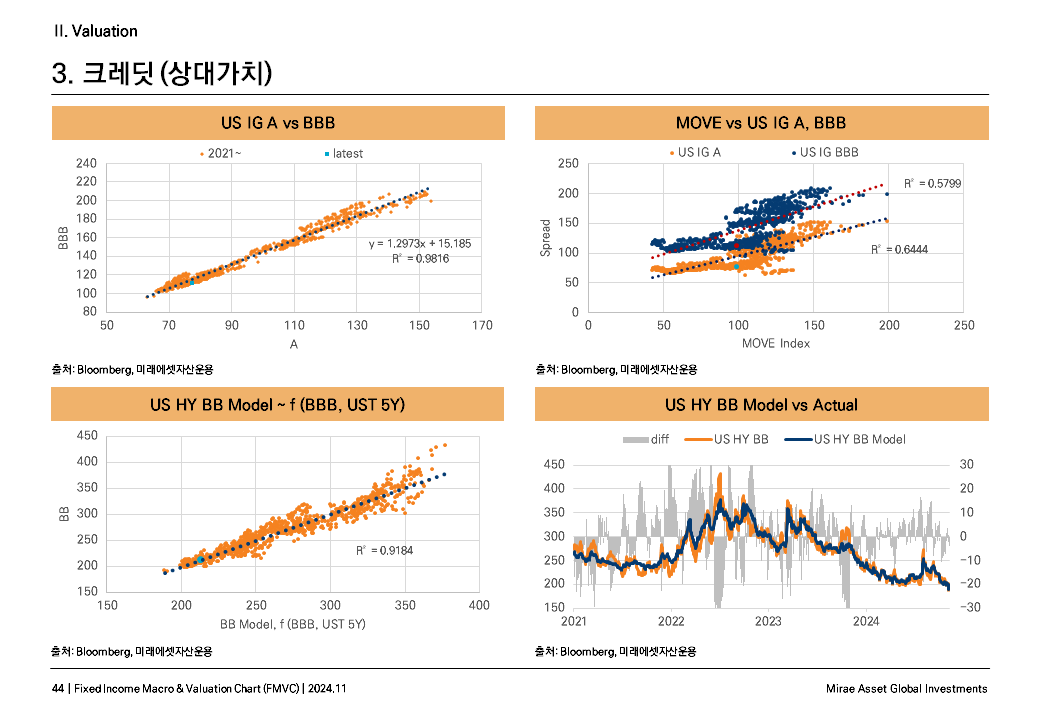 II. Valuation
3. 크레딧 (상대가치)
US IG A vs BBB
2021~
latest
240
220
200
180
160
140
120
100
80
BBB
y = 1.2973x + 15.185
R² = 0.9816
50 70 90 110 130 150 170
A
출처: Bloomberg, 미래에셋자산운용
MOVE vs US IG A, BBB
US IG A
US IG BBB
250
200
150
100
50
0
Spread
R² = 0.5799
R² = 0.6444
0 50 100 150 200 250
MOVE Index
출처: Bloomberg, 미래에셋자산운용
US HY BB Model ~ f (BBB, UST 5Y)
450
400
350
300
250
200
150
BB
R² = 0.9184
150 200 250 300 350 400
BB Model, f (BBB, UST 5Y)
출처: Bloomberg, 미래에셋자산운용
US HY BB Model vs Actual
diff
US HY BB
US HY BB Model
450
400
350
300
250
200
150
30
20
10
0
−10
−20
−30
2021 2022 2023 2024
출처: Bloomberg, 미래에셋자산운용
44 | Fixed Income Macro & Valuation Chart (FMVC) | 2024.11
Mirae Asset Global Investments